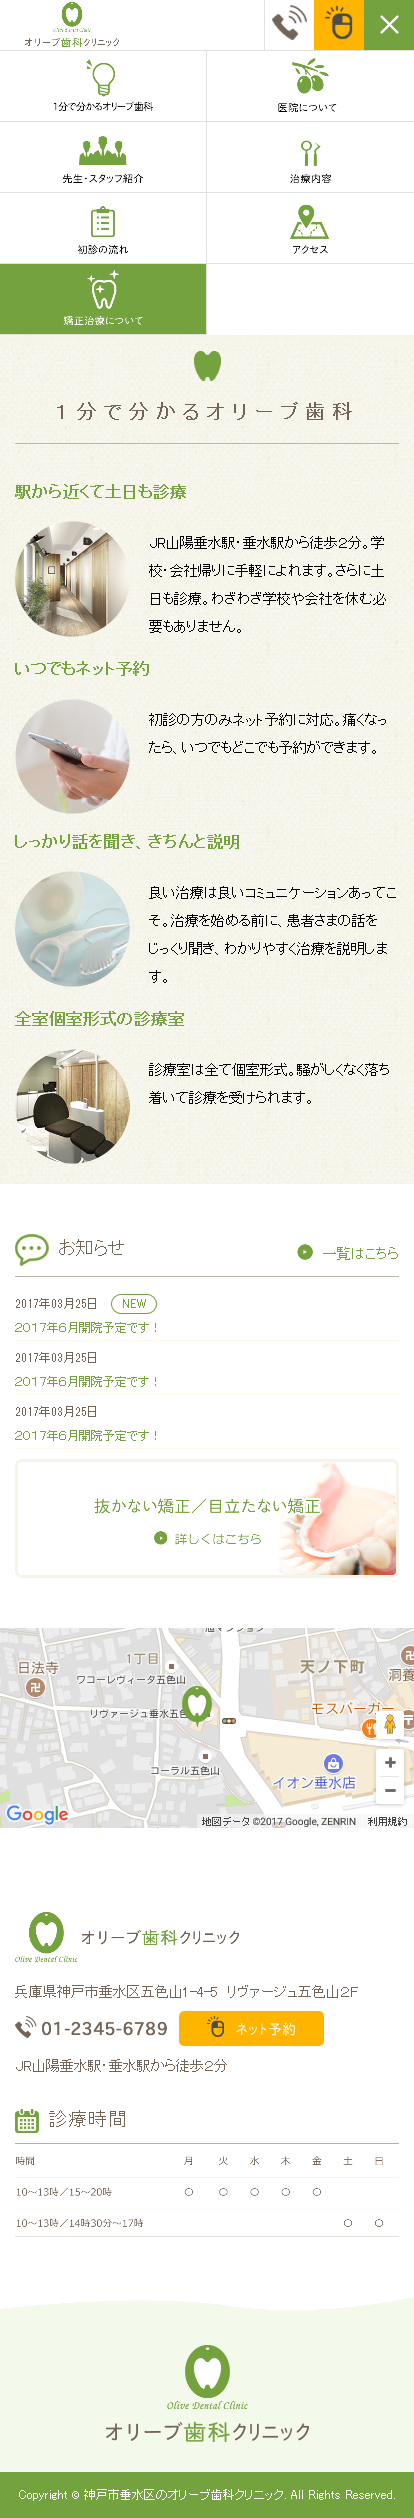 Olive Dental Clinic
オリーブ歯科クリニック
1分で分かるオリーブ歯科
医院について
先生・スタッフ紹介
治療内容
初診の流れ
アクセス
矯正治療について
1分で分かるオリーブ歯科
駅から近くて土日も診療
JR山陽垂水駅・垂水駅から徒歩2分。学
校・会社帰りに手軽によれます。さらに土
日も診療。わざわざ学校や会社を休む必
要もありません。
いつでもネット予約
初診の方のみネット予約に対応。痛くなっ
たら、いつでもどこでも予約ができます。
しっかり話を聞き、きちんと説明
良い治療は良いコミュニケーションあってこ
そ。治療を始める前に、患者さまの話を
じっくり聞き、わかりやすく治療を説明しま
す。
全室個室形式の診療室
診療室は全て個室形式。騒がしくなく落ち
着いて診療を受けられます。
お知らせ
一覧はこちら
2017年03月25日 NEW
2017年6月開院予定です!
2017年03月25日
2017年6月開院予定です!
2017年03月25日
2017年6月開院予定です!
抜かない矯正/目立たない矯正
詳しくはこちら
1丁目
天ノ下町
日法寺
ワコーレヴィータ五色山
洞養
リヴァージュ垂水五色
モスバーガー
コーラル五色山
イオン垂水店
Google
地図データ ©2017 Google, ZENRIN 利用規約
Olive Dental Clinic
オリーブ歯科クリニック
兵庫県神戸市垂水区五色山1-4-5 リヴァージュ五色山2F
01-2345-6789
ネット予約
JR山陽垂水駅・垂水駅から徒歩2分
診療時間
時間 月 火 水 木 金 土 日
10〜13時/15〜20時 ○ ○ ○ ○ ○
10〜13時/14時30分〜17時 ○ ○
Olive Dental Clinic
オリーブ歯科クリニック
Copyright © 神戸市垂水区のオリーブ歯科クリニック. All Rights Reserved.